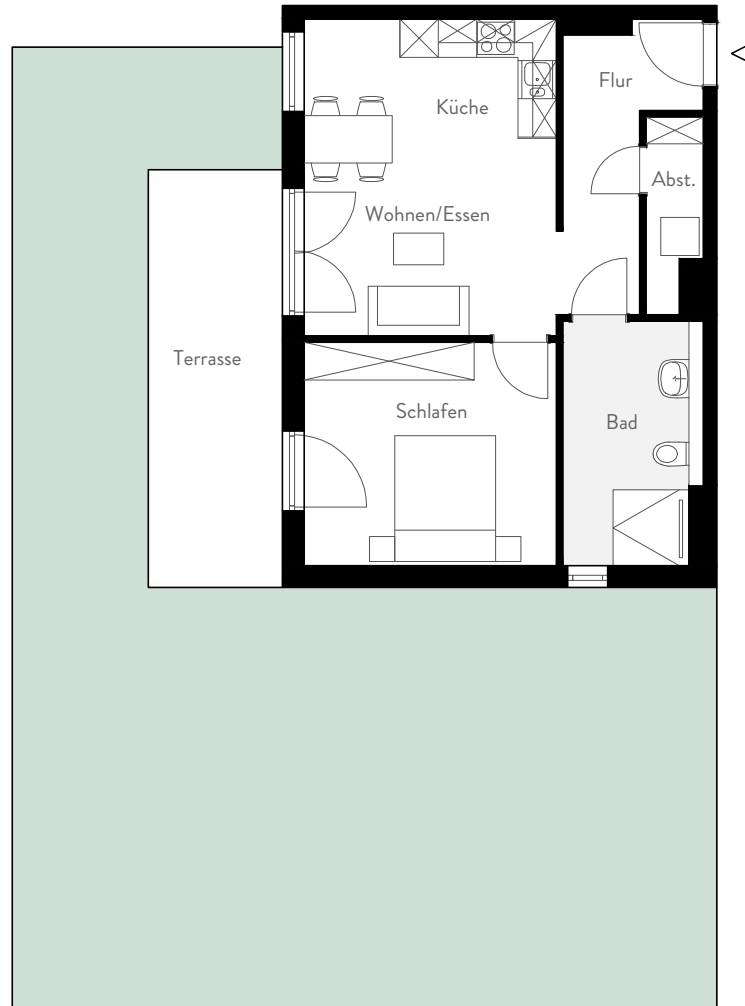 Flur
Küche
Abst.
Wohnen/Essen
Terrasse
Schlafen
Bad